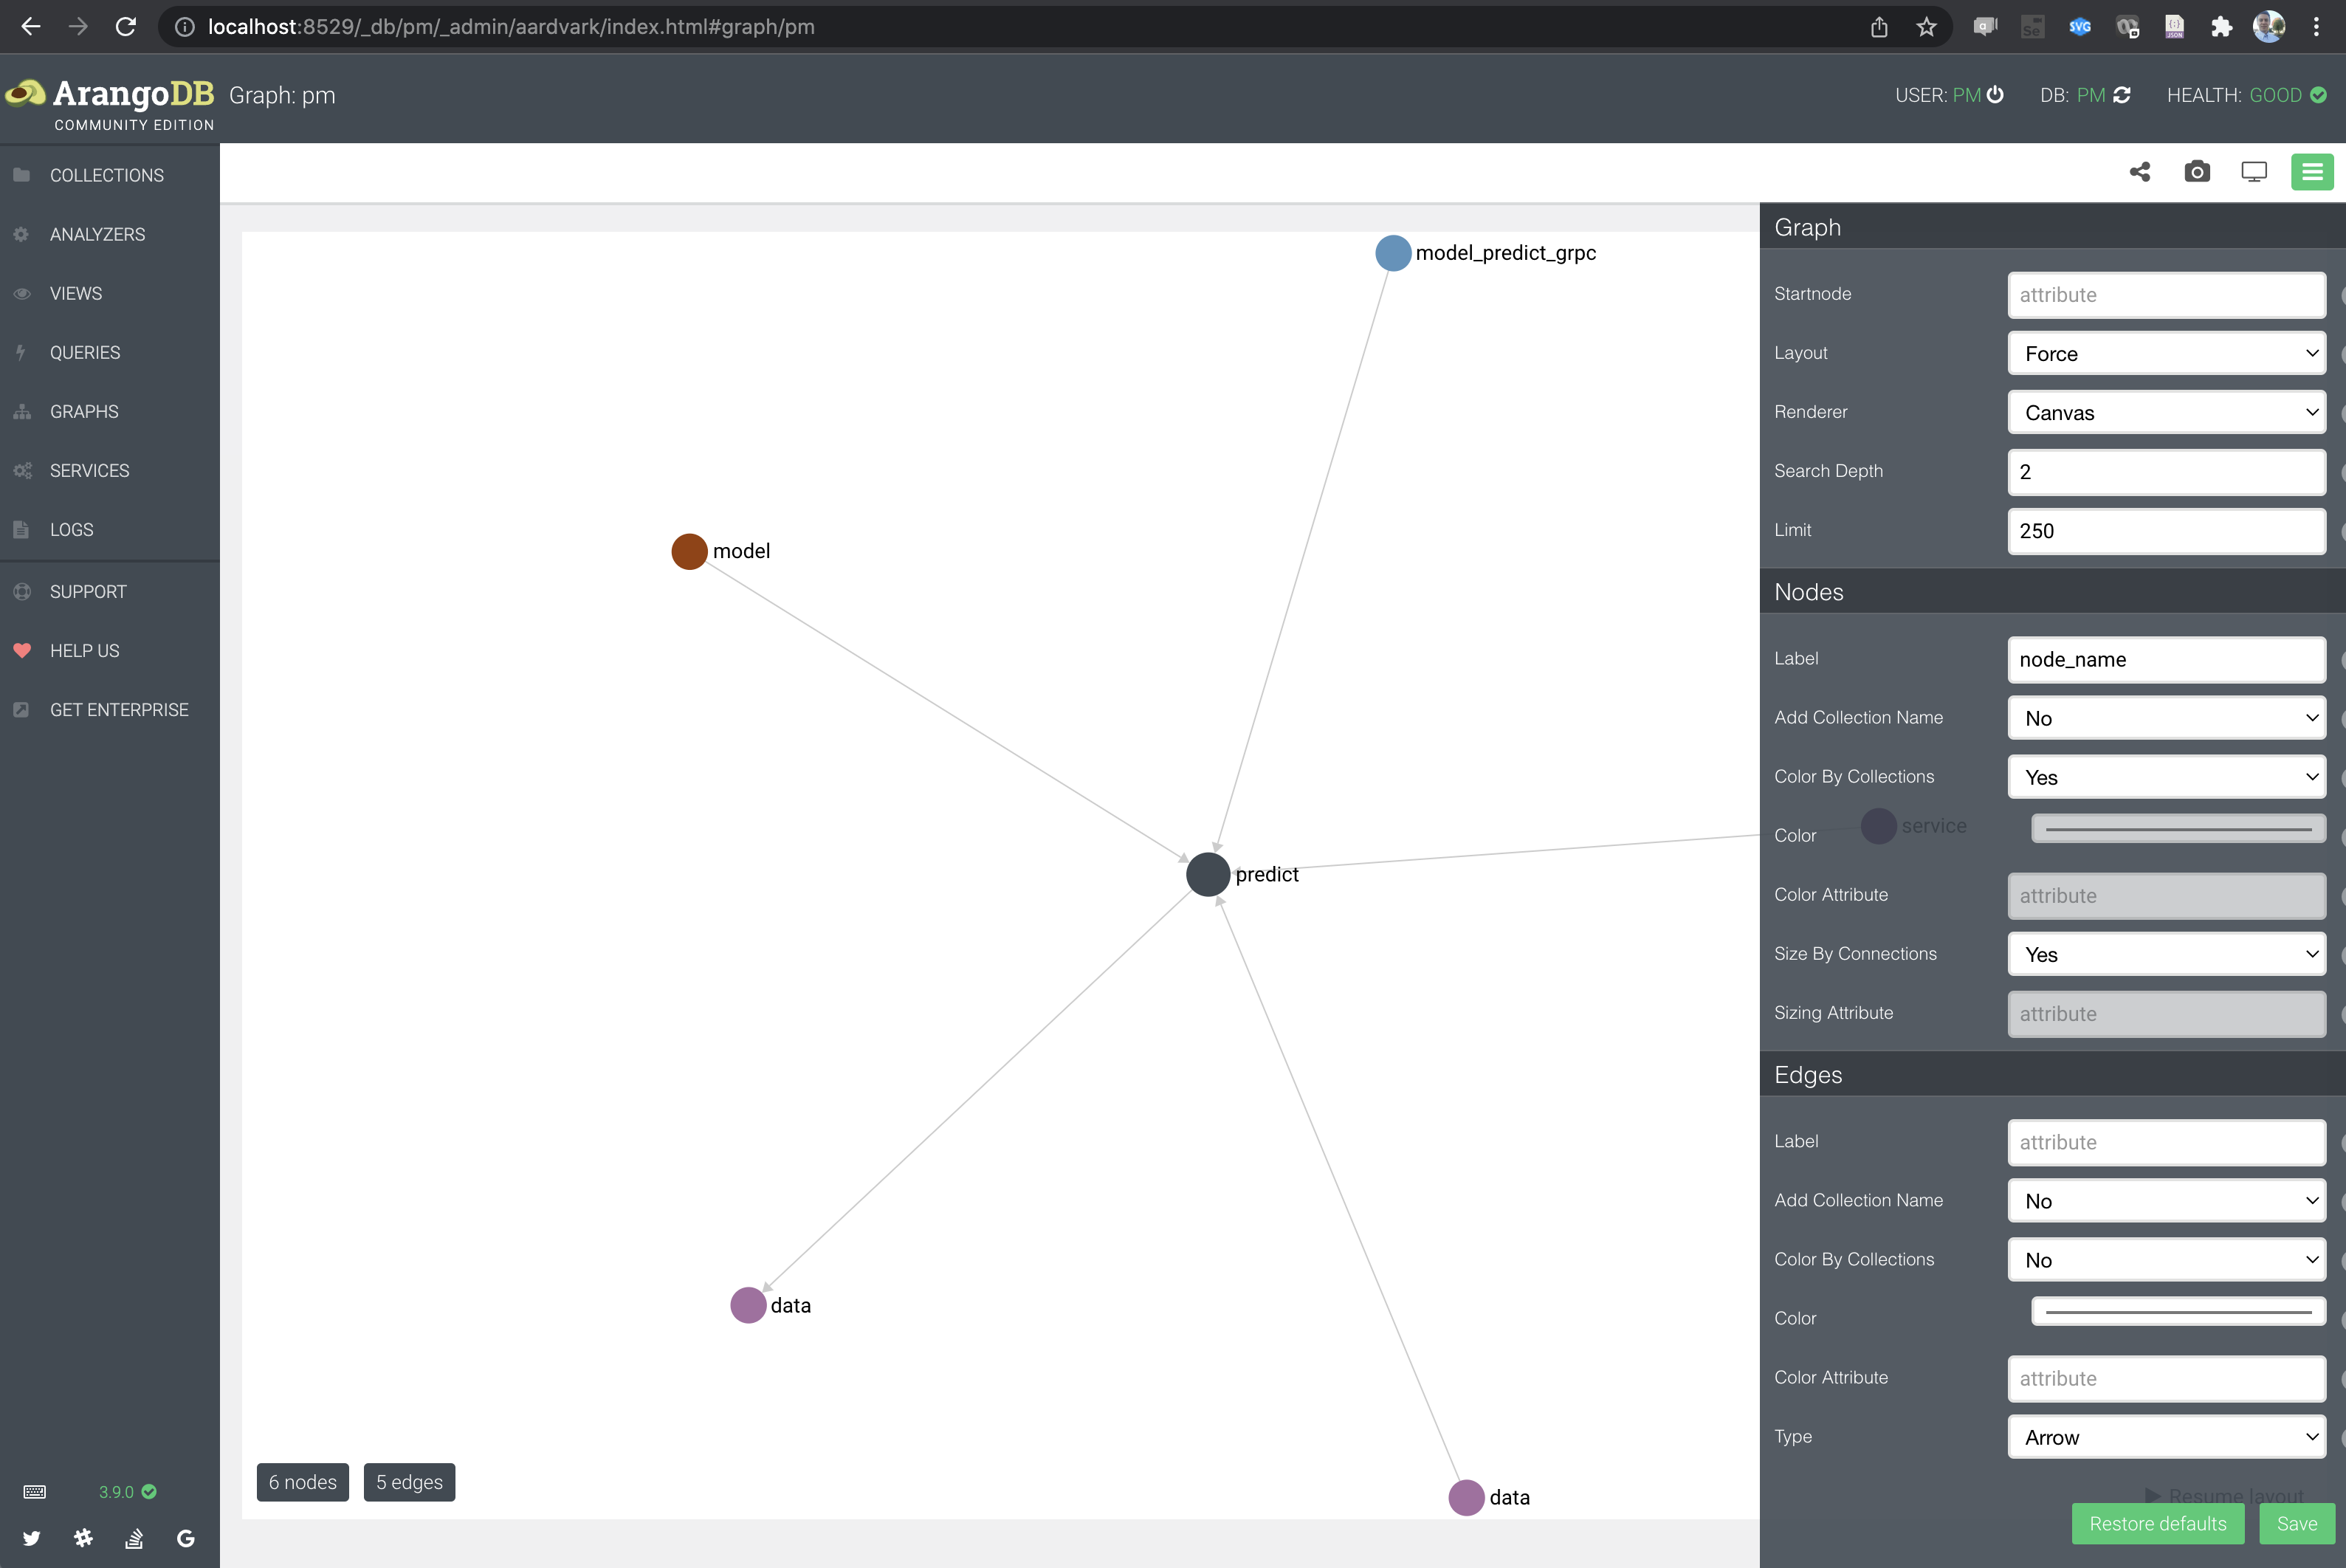 localhost:8529/_db/pm/_admin/aardvark/index.html#graph/pm
ArangoDB
COMMUNITY EDITION
Graph: pm
USER: PM
DB: PM
HEALTH: GOOD
COLLECTIONS
ANALYZERS
VIEWS
QUERIES
GRAPHS
SERVICES
LOGS
SUPPORT
HELP US
GET ENTERPRISE
3.9.0
model_predict_grpc
model
predict
service
data
data
6 nodes
5 edges
Graph
Startnode
attribute
Layout
Force
Renderer
Canvas
Search Depth
2
Limit
250
Nodes
Label
node_name
Add Collection Name
No
Color By Collections
Yes
Color
Color Attribute
attribute
Size By Connections
Yes
Sizing Attribute
attribute
Edges
Label
attribute
Add Collection Name
No
Color By Collections
No
Color
Color Attribute
attribute
Type
Arrow
Resume layout
Restore defaults
Save